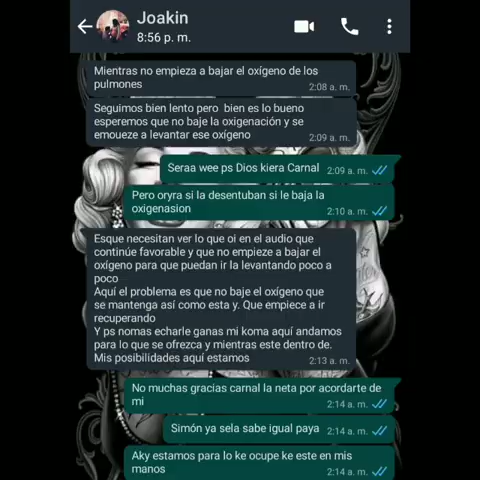 Joakin
8:56 p. m.
Mientras no empieza a bajar el oxígeno de los
pulmones
2:08 a. m.
Seguimos bien lento pero bien es lo bueno
esperemos que no baje la oxigenación y se
emoueze a levantar ese oxígeno
2:09 a. m.
Seraa wee ps Dios kiera Carnal
2:09 a. m.
Pero oryra si la desentuban si le baja la
oxigenasion
2:10 a. m.
Esque necesitan ver lo que oi en el audio que
continúe favorable y que no empieze a bajar el
oxígeno para que puedan ir la levantando poco a
poco
Aquí el problema es que no baje el oxígeno que
se mantenga así como esta y. Que empiece a ir
recuperando
Y ps nomas echarle ganas mi koma aquí andamos
para lo que se ofrezca y mientras este dentro de.
Mis posibilidades aquí estamos
2:13 a. m.
No muchas gracias carnal la neta por acordarte de
mi
2:14 a. m.
Simón ya sela sabe igual paya
2:14 a. m.
Aky estamos para lo ke ocupe ke este en mis
manos
2:14 a. m.